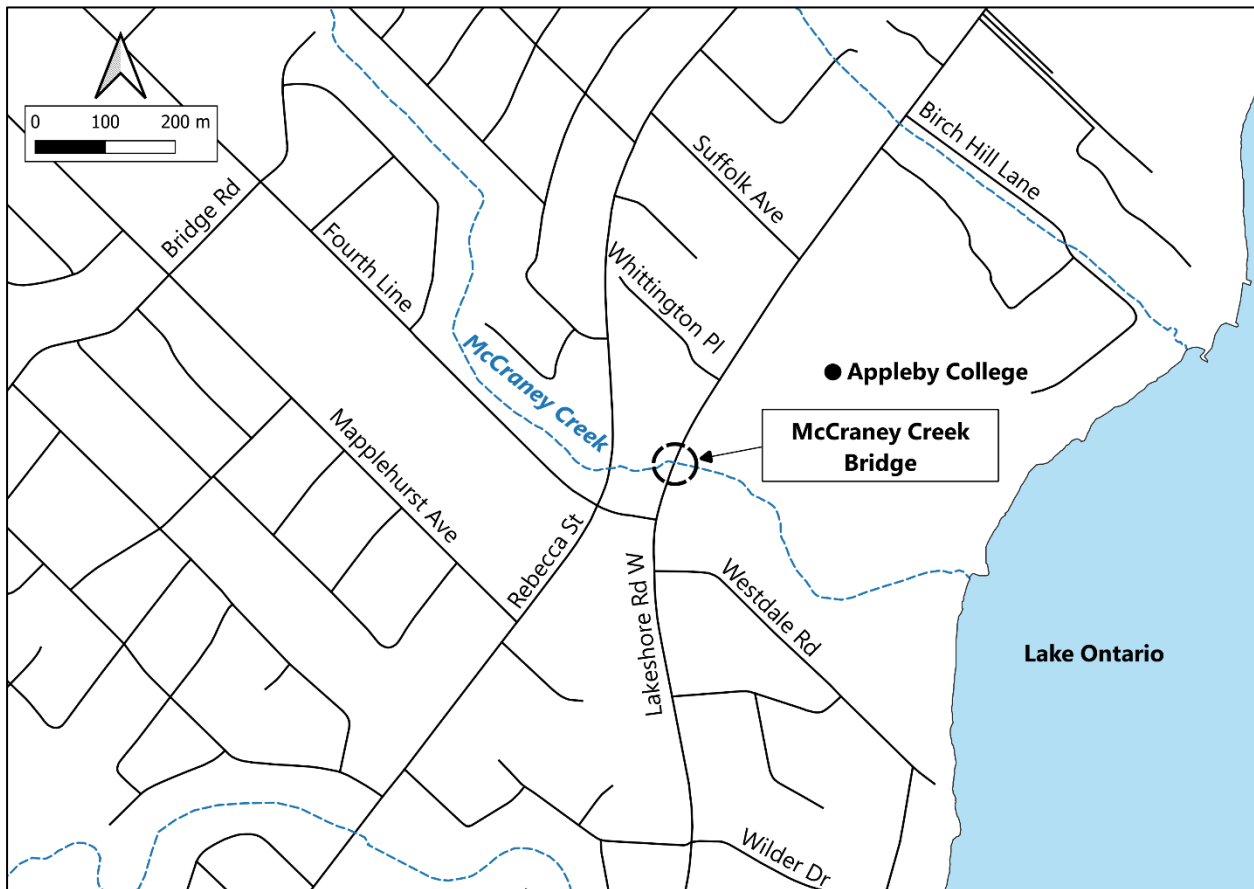 0 100 200 m
Bridge Rd
Fourth Line
Suffolk Ave
Birch Hill Lane
Whittington Pl
McCraney Creek
Appleby College
McCraney Creek
Bridge
Mapplehurst Ave
Rebecca St
Lakeshore Rd W
Westdale Rd
Lake Ontario
Wilder Dr